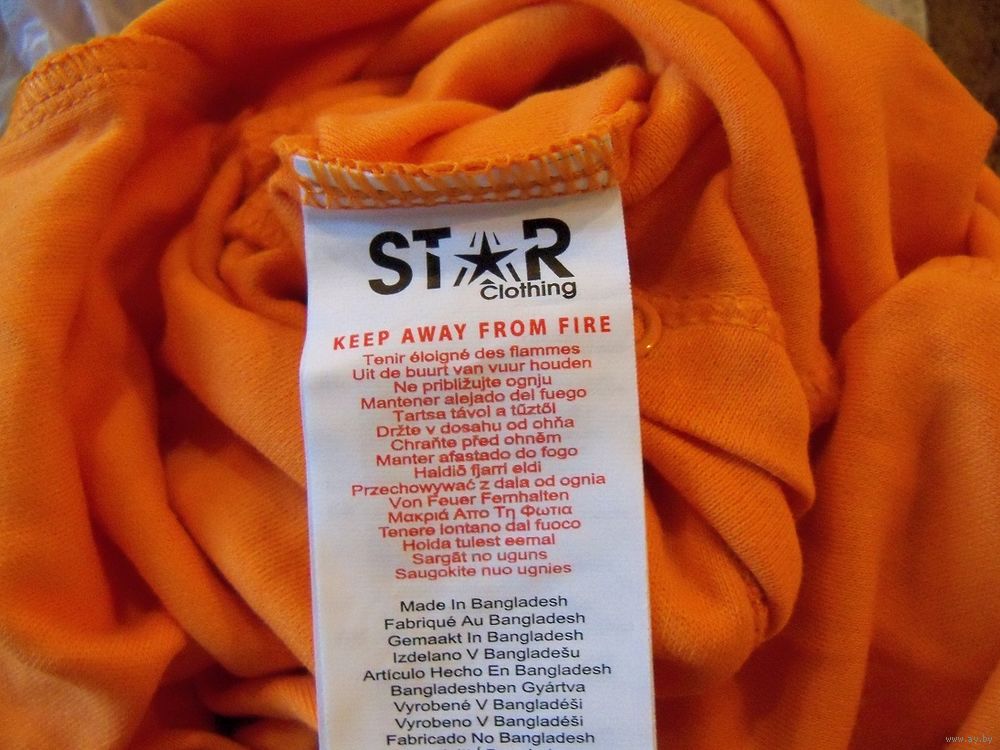 STAR
Clothing
KEEP AWAY FROM FIRE
Tenir éloigné des flammes
Uit de buurt van vuur houden
Ne približujte ognju
Mantener alejado del fuego
Tartsa távol a tűztől
Držte v dosahu od ohňa
Chraňte před ohněm
Manter afastado do fogo
Haldið fjarri eldi
Przechowywać z dala od ognia
Von Feuer Fernhalten
Μακριά Απο Τη Φωτια
Tenere lontano dal fuoco
Hoida tulest eemal
Sargāt no uguns
Saugokite nuo ugnies
Made In Bangladesh
Fabriqué Au Bangladesh
Gemaakt In Bangladesh
Izdelano V Bangladešu
Artículo Hecho En Bangladesh
Bangladeshben Gyártva
Vyrobené V Bangladéši
Vyrobeno V Bangladéši
Fabricado No Bangladesh
www.ay.by